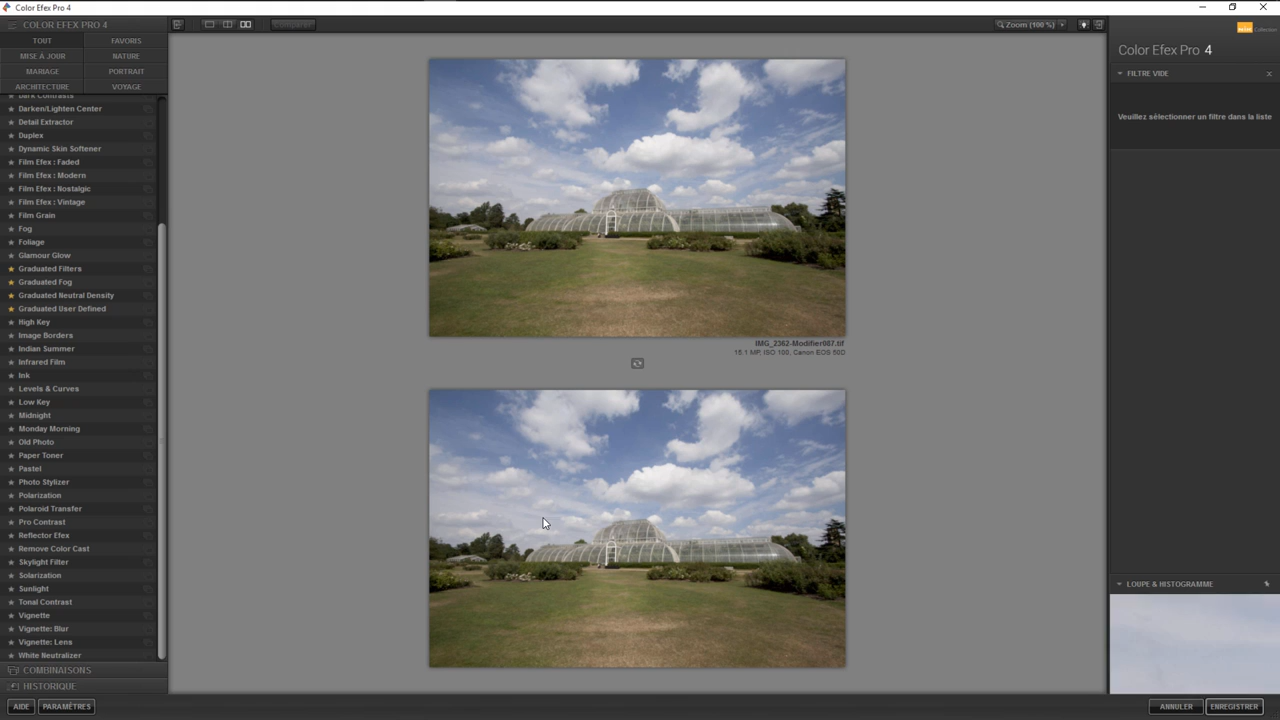 Color Efex Pro 4
COLOR EFEX PRO 4
TOUT
FAVORIS
MISE À JOUR
NATURE
MARIAGE
PORTRAIT
ARCHITECTURE
VOYAGE
Dark Contrasts
Darken/Lighten Center
Detail Extractor
Duplex
Dynamic Skin Softener
Film Efex : Faded
Film Efex : Modern
Film Efex : Nostalgic
Film Efex : Vintage
Film Grain
Fog
Foliage
Glamour Glow
Graduated Filters
Graduated Fog
Graduated Neutral Density
Graduated User Defined
High Key
Image Borders
Indian Summer
Infrared Film
Ink
Levels & Curves
Low Key
Midnight
Monday Morning
Old Photo
Paper Toner
Pastel
Photo Stylizer
Polarization
Polaroid Transfer
Pro Contrast
Reflector Efex
Remove Color Cast
Skylight Filter
Solarization
Sunlight
Tonal Contrast
Vignette
Vignette: Blur
Vignette: Lens
White Neutralizer
COMBINAISONS
HISTORIQUE
AIDE
PARAMÈTRES
Comparer
Zoom (100 %)
IMG_2362-Modifier087.tif
15.1 MP, ISO 100, Canon EOS 50D
Collection
Color Efex Pro 4
FILTRE VIDE
Veuillez sélectionner un filtre dans la liste
LOUPE & HISTOGRAMME
ANNULER
ENREGISTRER